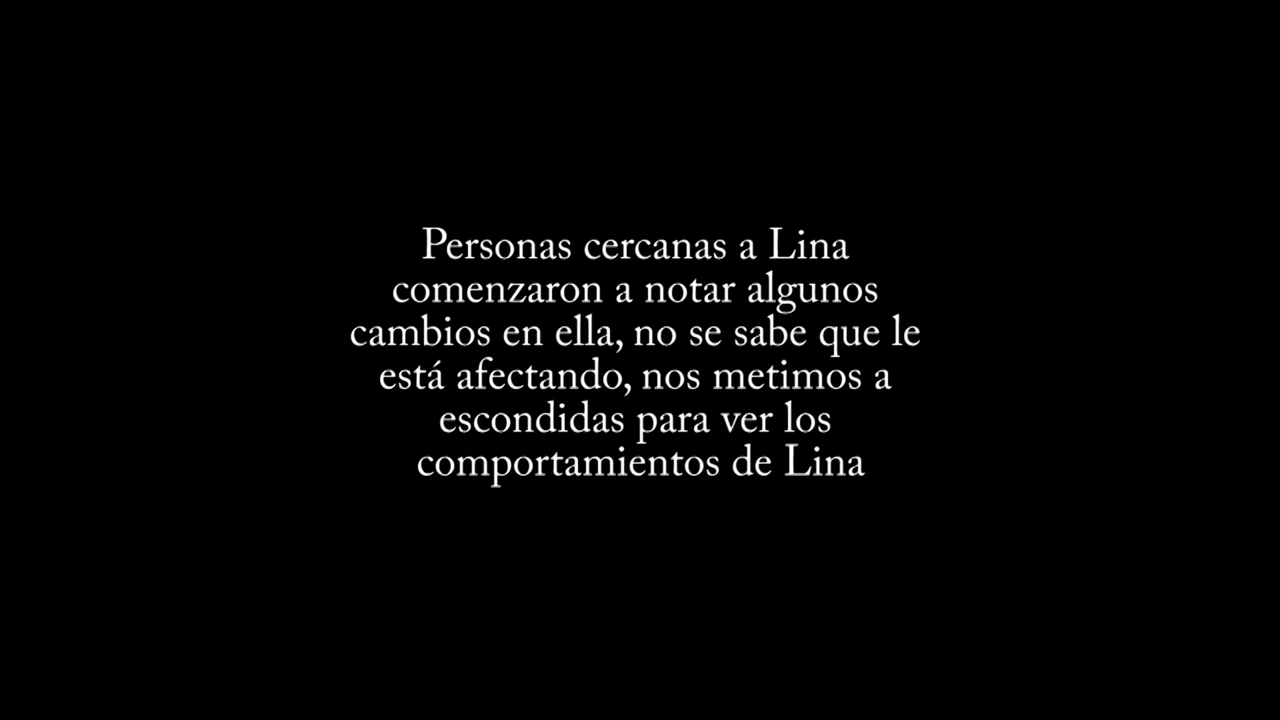 Personas cercanas a Lina
comenzaron a notar algunos
cambios en ella, no se sabe que le
está afectando, nos metimos a
escondidas para ver los
comportamientos de Lina